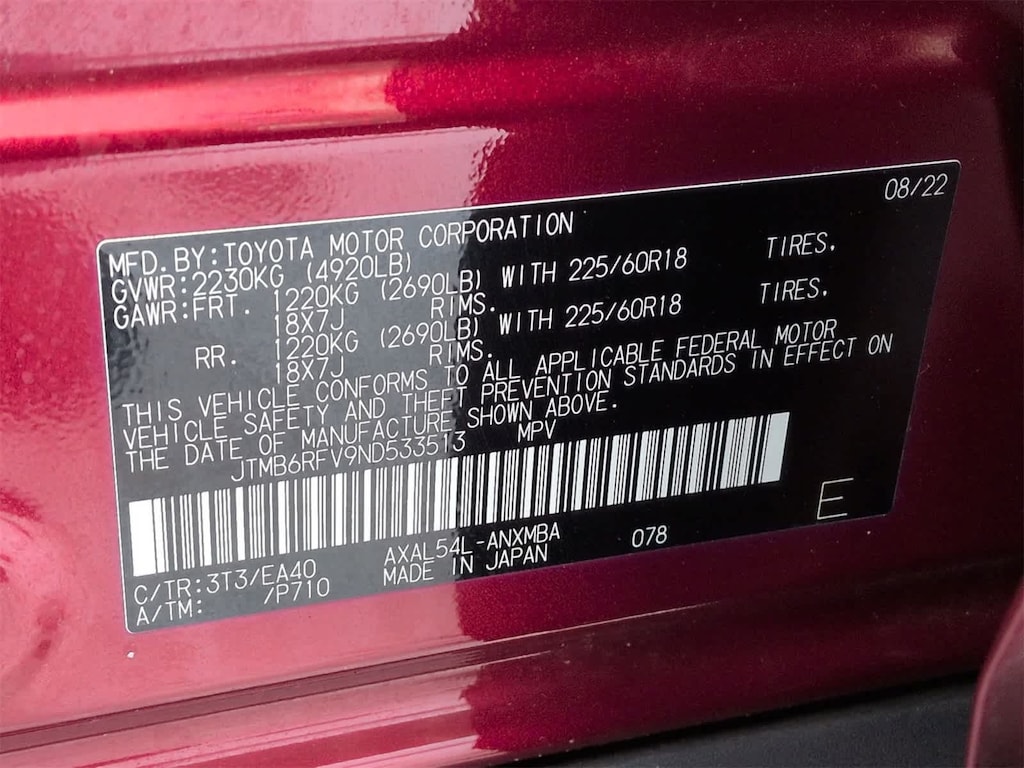 08/22
MFD. BY: TOYOTA MOTOR CORPORATION
GVWR: 2230KG (4920LB)
GAWR: FRT. 1220KG (2690LB) WITH 225/60R18 TIRES.
18X7J RIMS.
RR. 1220KG (2690LB) WITH 225/60R18 TIRES.
18X7J RIMS.
THIS VEHICLE CONFORMS TO ALL APPLICABLE FEDERAL MOTOR
VEHICLE SAFETY AND THEFT PREVENTION STANDARDS IN EFFECT ON
THE DATE OF MANUFACTURE SHOWN ABOVE.
JTMB6RFV9ND533513 MPV
E
AXAL54L-ANXMBA 078
C/TR: 3T3/EA40 MADE IN JAPAN
A/TM: /P710